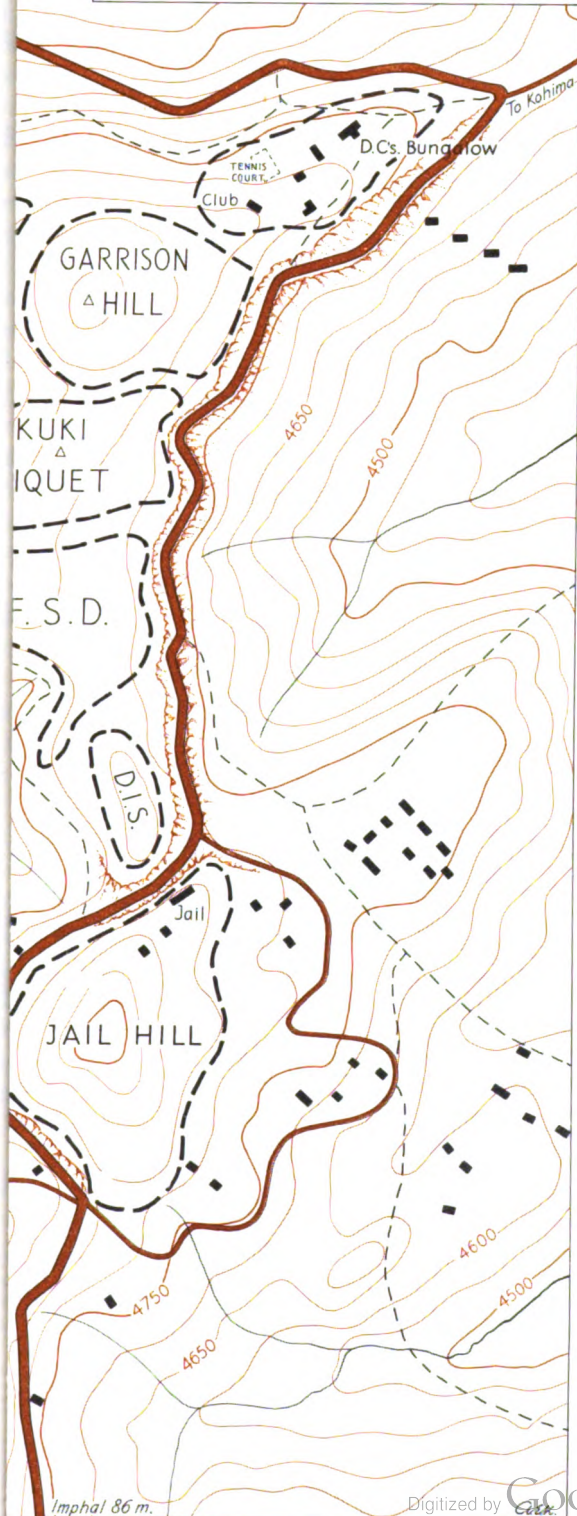 To Kohima
D.C's. Bungalow
TENNIS
COURT
Club
GARRISON
HILL
4650
4500
KUKI
IQUET
F. S. D.
D.I.S.
Jail
JAIL HILL
4600
4750
4500
4650
Imphal 86 m.
Digitized by Goo